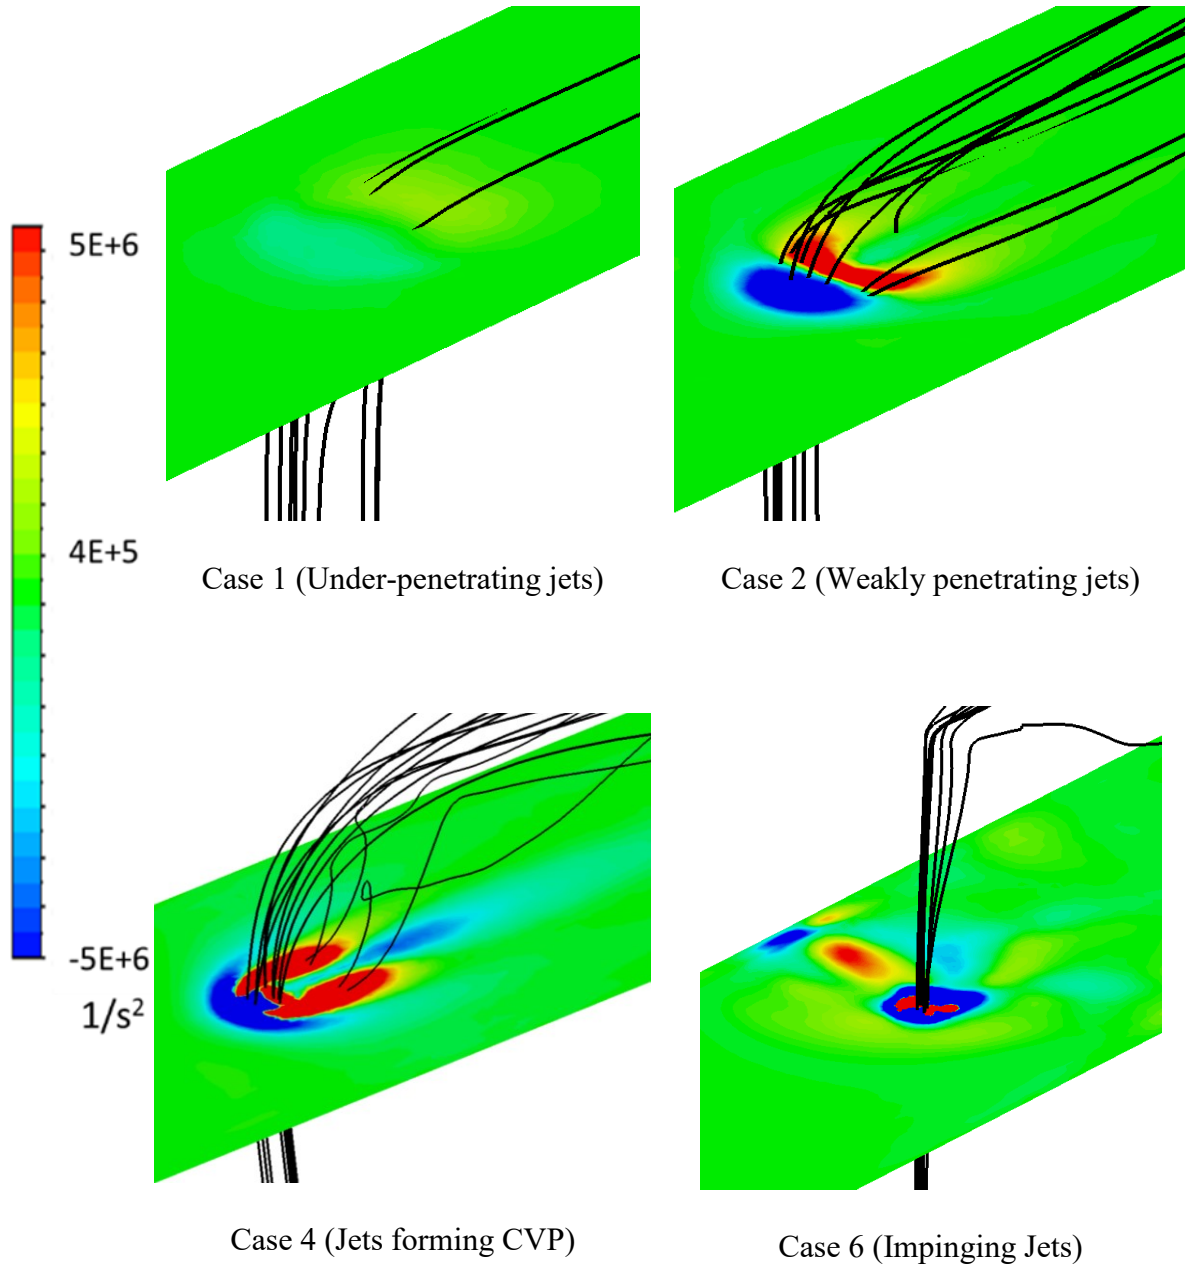 5E+6
4E+5
-5E+6
1/s²
Case 1 (Under-penetrating jets)
Case 2 (Weakly penetrating jets)
Case 4 (Jets forming CVP)
Case 6 (Impinging Jets)